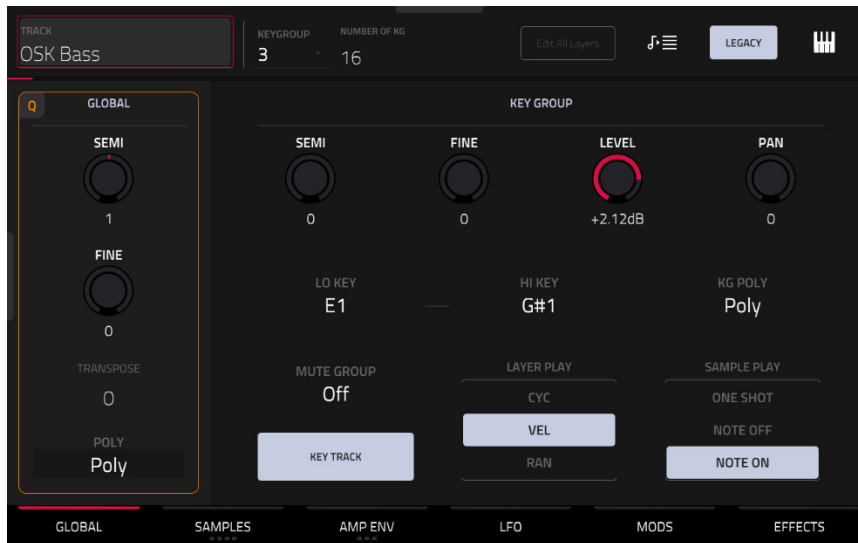 TRACK
OSK Bass
KEYGROUP
3
NUMBER OF KG
16
Edit All Layers
LEGACY
Q
GLOBAL
SEMI
1
FINE
0
TRANSPOSE
0
POLY
Poly
KEY GROUP
SEMI
FINE
LEVEL
PAN
0
0
+2.12dB
0
LO KEY
HI KEY
KG POLY
E1
G#1
Poly
MUTE GROUP
Off
KEY TRACK
LAYER PLAY
CYC
VEL
RAN
SAMPLE PLAY
ONE SHOT
NOTE OFF
NOTE ON
GLOBAL
SAMPLES
AMP ENV
LFO
MODS
EFFECTS